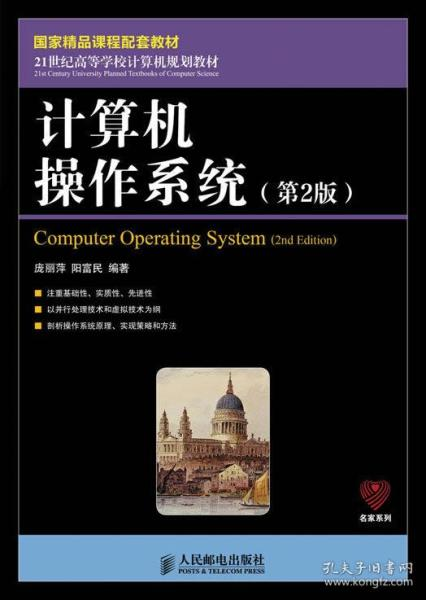 国家精品课程配套教材
21世纪高等学校计算机规划教材
21st Century University Planned Textbooks of Computer Science
计算机
操作系统（第2版）
Computer Operating System (2nd Edition)
庞丽萍 阳富民 编著
■ 注重基础性、实质性、先进性
■ 以并行处理技术和虚拟技术为纲
■ 剖析操作系统原理、实现策略和方法
名家系列
人民邮电出版社
POSTS & TELECOM PRESS
孔夫子旧书网
www.kongfz.com